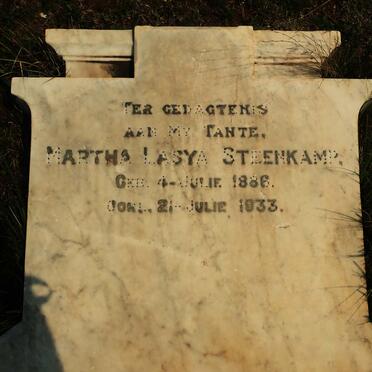 TER GEDAGTENIS
AAN MY TANTE,
MARTHA LASYA STEENKAMP,
GEB. 4-JULIE 1886.
OORL. 21-JULIE 1933.